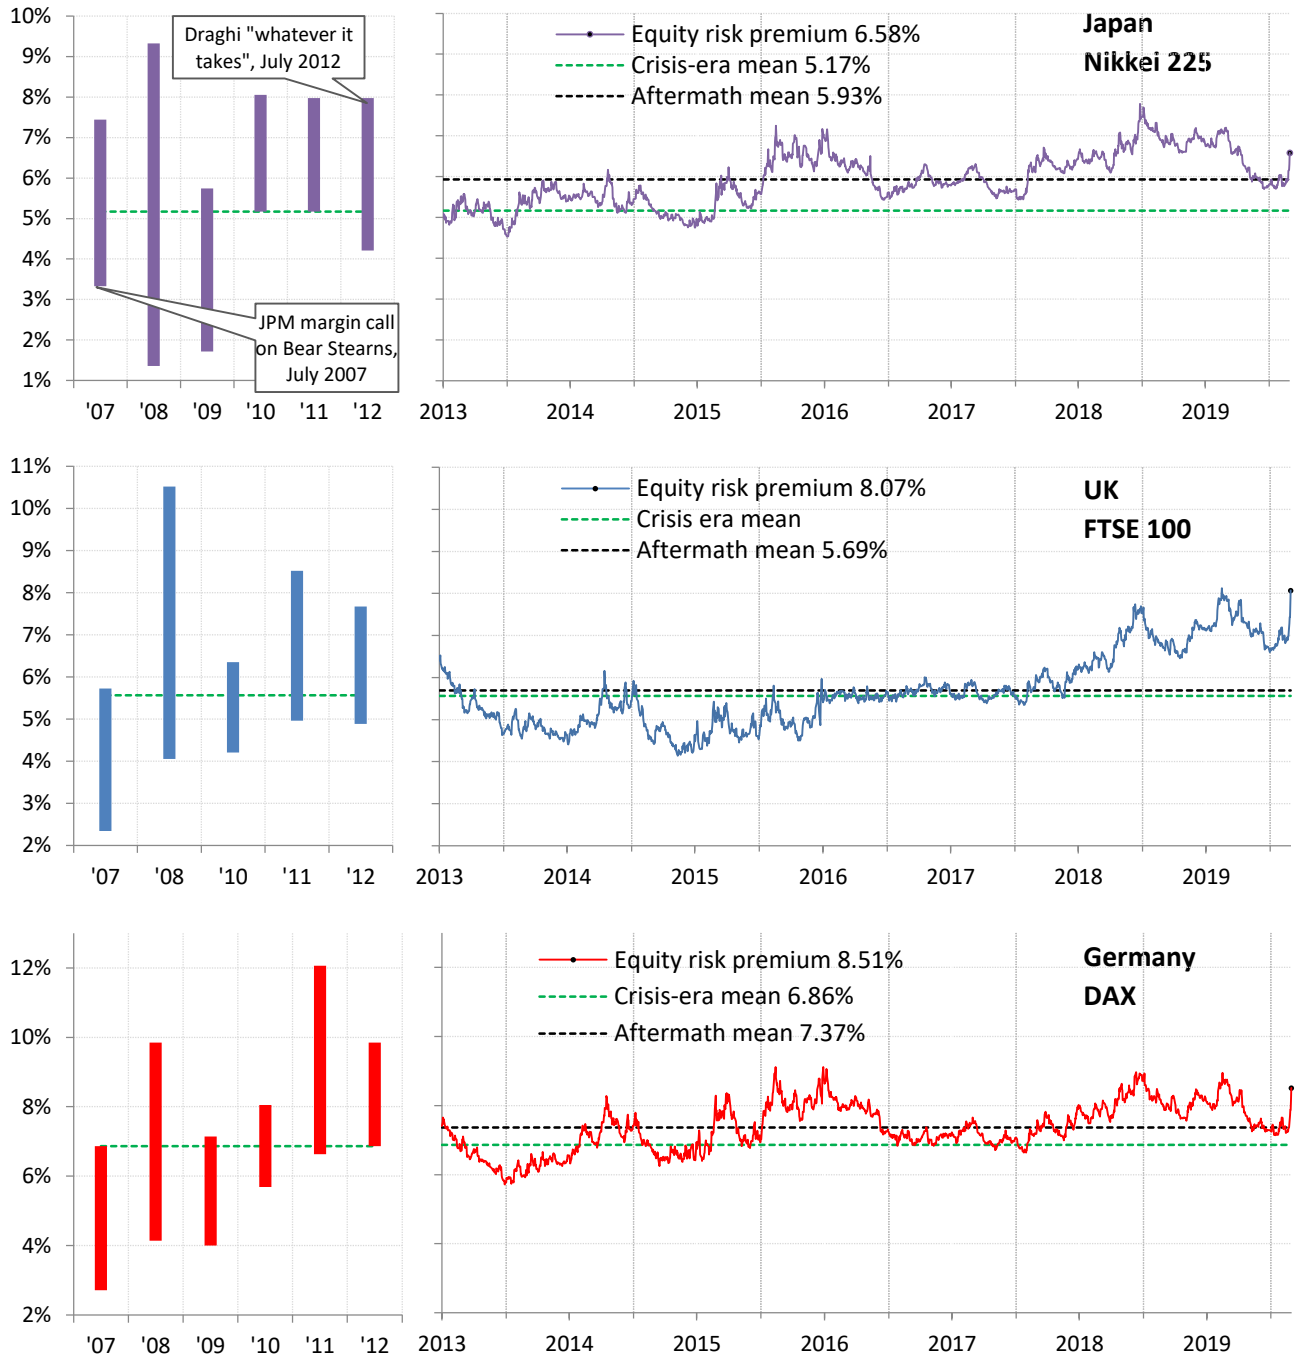 10%
9%
8%
7%
6%
5%
4%
3%
2%
1%
Draghi "whatever it
takes", July 2012
JPM margin call
on Bear Stearns,
July 2007
'07 '08 '09 '10 '11 '12
Equity risk premium 6.58%
Crisis-era mean 5.17%
Aftermath mean 5.93%
Japan
Nikkei 225
2013 2014 2015 2016 2017 2018 2019
11%
10%
9%
8%
7%
6%
5%
4%
3%
2%
'07 '08 '10 '11 '12
Equity risk premium 8.07%
Crisis era mean
Aftermath mean 5.69%
UK
FTSE 100
2013 2014 2015 2016 2017 2018 2019
12%
10%
8%
6%
4%
2%
'07 '08 '09 '10 '11 '12
Equity risk premium 8.51%
Crisis-era mean 6.86%
Aftermath mean 7.37%
Germany
DAX
2013 2014 2015 2016 2017 2018 2019